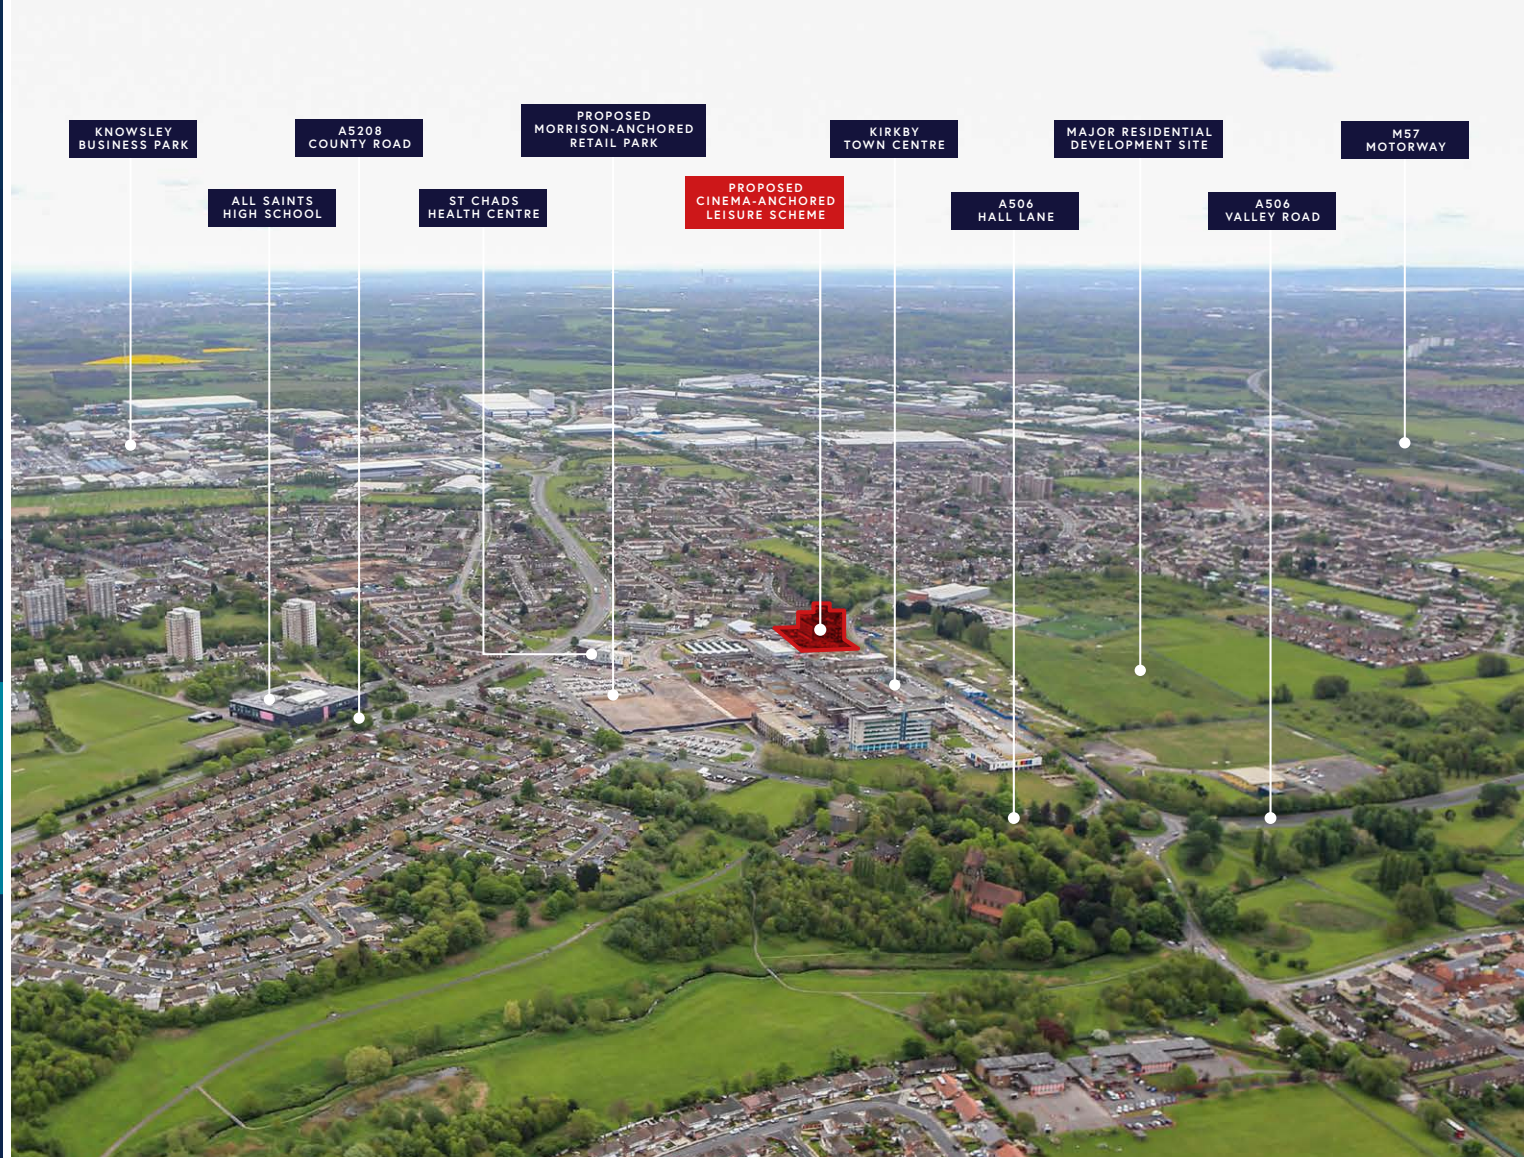 KNOWSLEY
BUSINESS PARK
A5208
COUNTY ROAD
PROPOSED
MORRISON-ANCHORED
RETAIL PARK
KIRKBY
TOWN CENTRE
MAJOR RESIDENTIAL
DEVELOPMENT SITE
M57
MOTORWAY
ALL SAINTS
HIGH SCHOOL
ST CHADS
HEALTH CENTRE
PROPOSED
CINEMA-ANCHORED
LEISURE SCHEME
A506
HALL LANE
A506
VALLEY ROAD